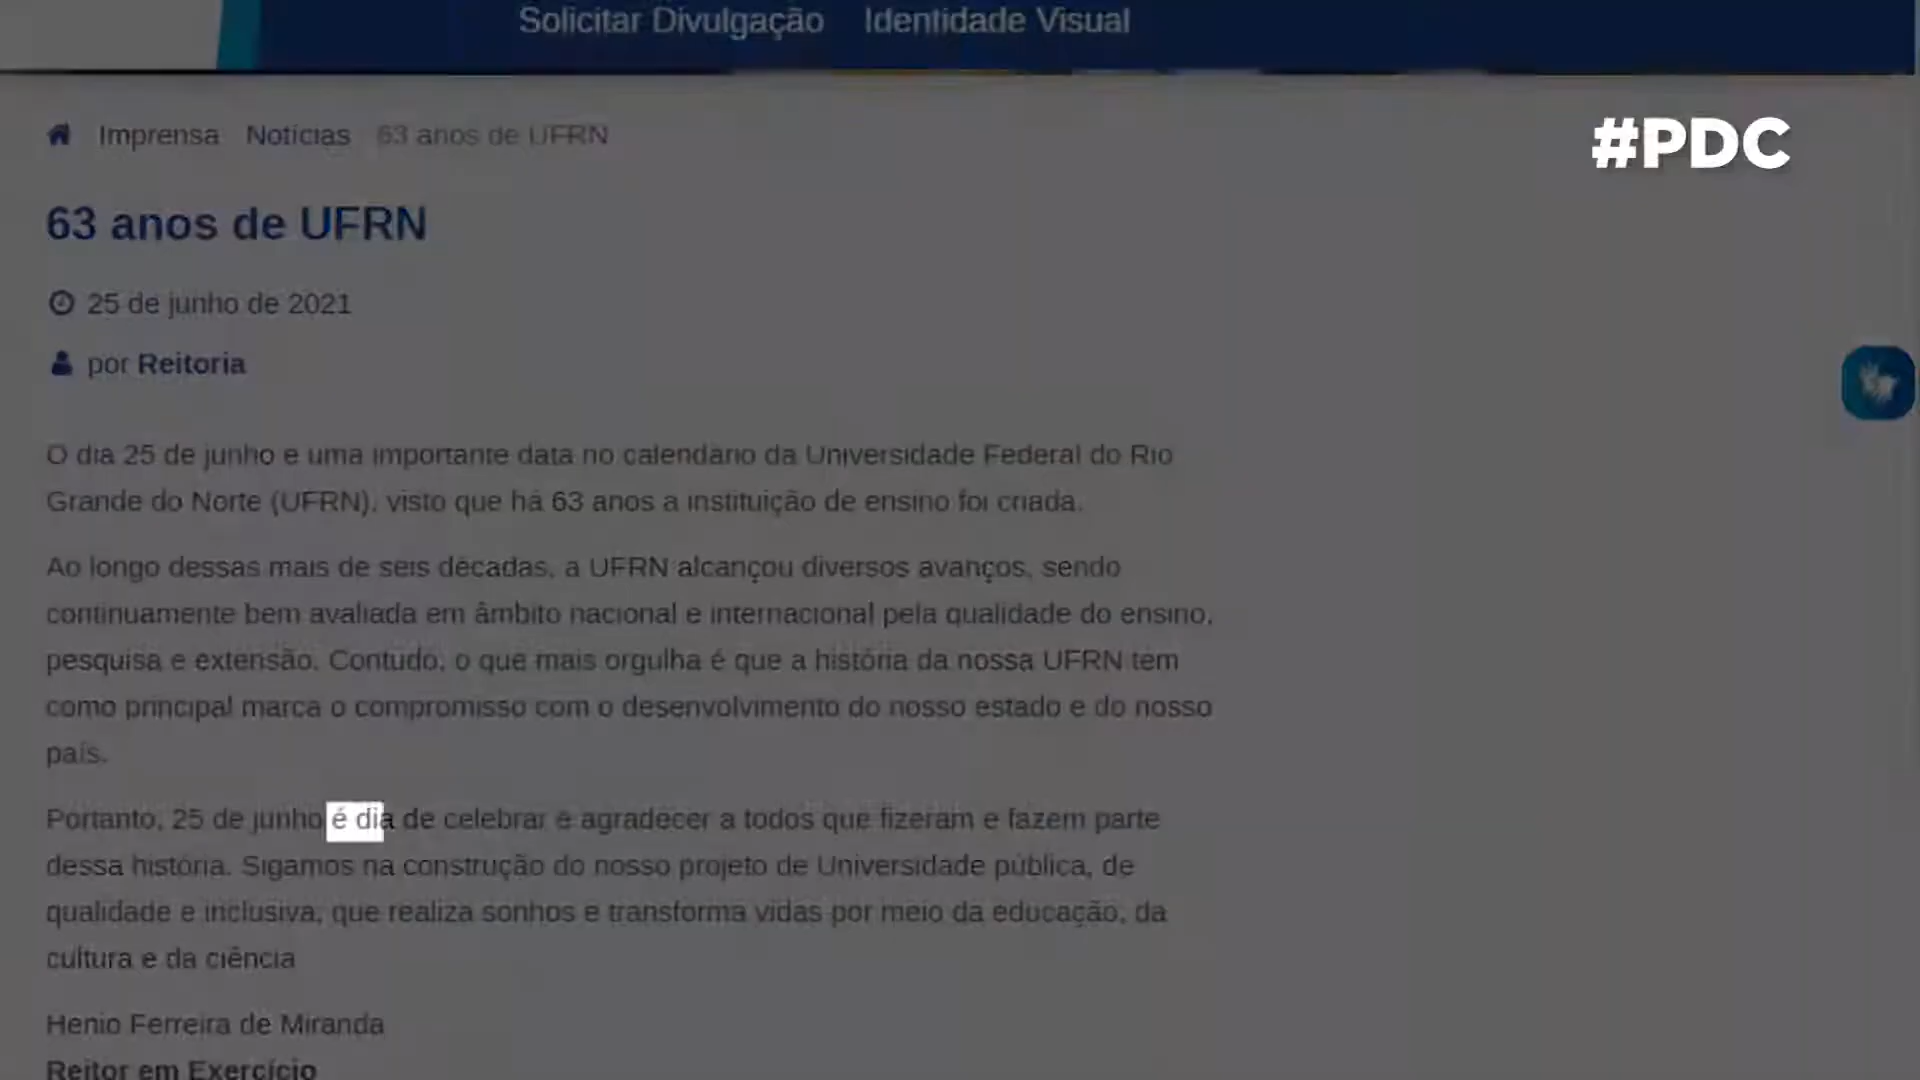 Solicitar Divulgação Identidade Visual
Imprensa Notícias 63 anos de UFRN
#PDC
63 anos de UFRN
25 de junho de 2021
por Reitoria
O dia 25 de junho é uma importante data no calendário da Universidade Federal do Rio
Grande do Norte (UFRN), visto que há 63 anos a instituição de ensino foi criada.
Ao longo dessas mais de seis décadas, a UFRN alcançou diversos avanços, sendo
continuamente bem avaliada em âmbito nacional e internacional pela qualidade do ensino,
pesquisa e extensão. Contudo, o que mais orgulha é que a história da nossa UFRN tem
como principal marca o compromisso com o desenvolvimento do nosso estado e do nosso
país.
Portanto, 25 de junho é dia de celebrar e agradecer a todos que fizeram e fazem parte
dessa história. Sigamos na construção do nosso projeto de Universidade pública, de
qualidade e inclusiva, que realiza sonhos e transforma vidas por meio da educação, da
cultura e da ciência
Henio Ferreira de Miranda
Reitor em Exercício